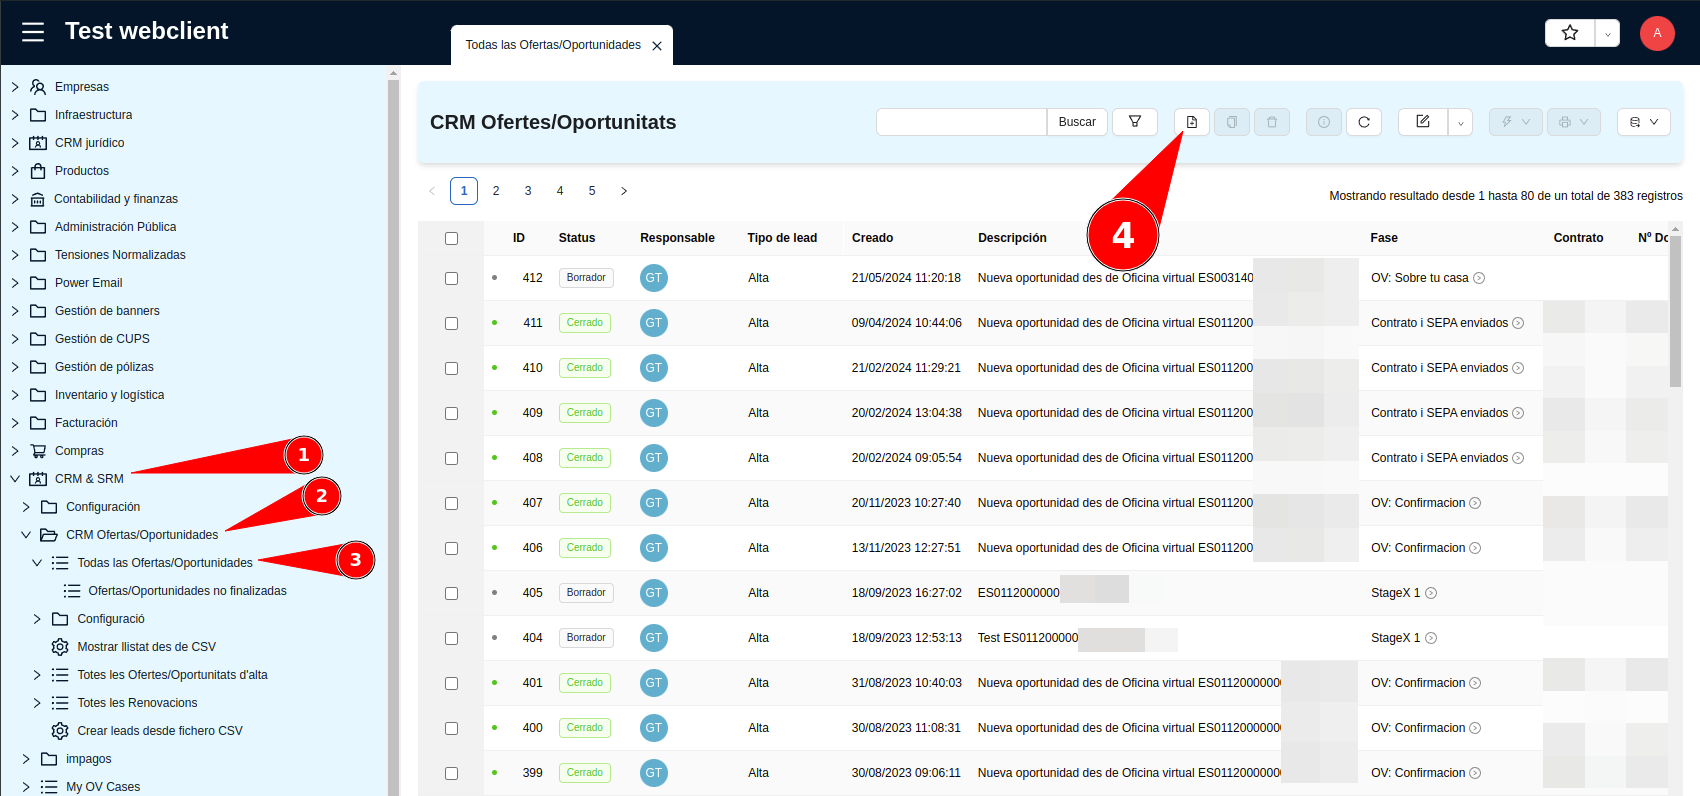 Test webclient
Todas las Ofertas/Oportunidades
A
Empresas
Infraestructura
CRM jurídico
Productos
Contabilidad y finanzas
Administración Pública
Tensiones Normalizadas
Power Email
Gestión de banners
Gestión de CUPS
Gestión de pólizas
Inventario y logística
Facturación
Compras
CRM & SRM
Configuración
CRM Ofertas/Oportunidades
Todas las Ofertas/Oportunidades
Ofertas/Oportunidades no finalizadas
Configuració
Mostrar llistat des de CSV
Totes les Ofertes/Oportunitats d'alta
Totes les Renovacions
Crear leads desde fichero CSV
impagos
My OV Cases
1
2
3
4
CRM Ofertes/Oportunitats
Buscar
1 2 3 4 5
Mostrando resultado desde 1 hasta 80 de un total de 383 registros
ID Status Responsable Tipo de lead Creado Descripción Fase Contrato Nº
412 Borrador GT Alta 21/05/2024 11:20:18 Nueva oportunidad des de Oficina virtual ES003140 OV: Sobre tu casa
411 Cerrado GT Alta 09/04/2024 10:44:06 Nueva oportunidad des de Oficina virtual ES011200 Contrato i SEPA enviados
410 Cerrado GT Alta 21/02/2024 11:29:21 Nueva oportunidad des de Oficina virtual ES011200 Contrato i SEPA enviados
409 Cerrado GT Alta 20/02/2024 13:04:38 Nueva oportunidad des de Oficina virtual ES011200 Contrato i SEPA enviados
408 Cerrado GT Alta 20/02/2024 09:05:54 Nueva oportunidad des de Oficina virtual ES011200 Contrato i SEPA enviados
407 Cerrado GT Alta 20/11/2023 10:27:40 Nueva oportunidad des de Oficina virtual ES011200 OV: Confirmacion
406 Cerrado GT Alta 13/11/2023 12:27:51 Nueva oportunidad des de Oficina virtual ES011200 OV: Confirmacion
405 Borrador GT Alta 18/09/2023 16:27:02 ES0112000000 StageX 1
404 Borrador GT Alta 18/09/2023 12:53:13 Test ES011200000 StageX 1
401 Cerrado GT Alta 31/08/2023 10:40:03 Nueva oportunidad des de Oficina virtual ES01120000000 OV: Confirmacion
400 Cerrado GT Alta 30/08/2023 11:08:31 Nueva oportunidad des de Oficina virtual ES01120000000 OV: Confirmacion
399 Cerrado GT Alta 30/08/2023 09:06:11 Nueva oportunidad des de Oficina virtual ES01120000000 OV: Confirmacion